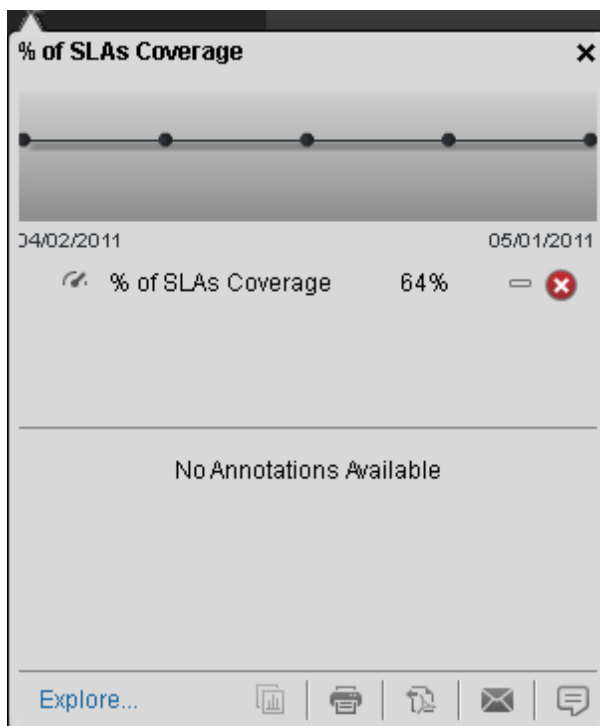 % of SLAs Coverage
04/02/2011 05/01/2011
% of SLAs Coverage 64%
No Annotations Available
Explore...